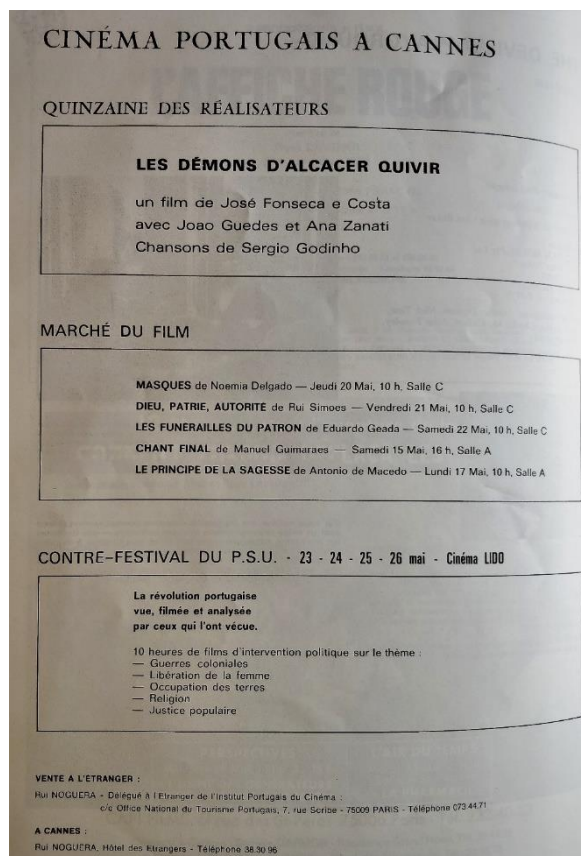 CINÉMA PORTUGAIS A CANNES
QUINZAINE DES RÉALISATEURS
LES DÉMONS D'ALCACER QUIVIR
un film de José Fonseca e Costa
avec Joao Guedes et Ana Zanati
Chansons de Sergio Godinho
MARCHÉ DU FILM
MASQUES de Noemia Delgado — Jeudi 20 Mai, 10 h, Salle C
DIEU, PATRIE, AUTORITÉ de Rui Simoes — Vendredi 21 Mai, 10 h, Salle C
LES FUNERAILLES DU PATRON de Eduardo Geada — Samedi 22 Mai, 10 h, Salle C
CHANT FINAL de Manuel Guimaraes — Samedi 15 Mai, 16 h, Salle A
LE PRINCIPE DE LA SAGESSE de Antonio de Macedo — Lundi 17 Mai, 10 h, Salle A
CONTRE-FESTIVAL DU P.S.U. - 23 - 24 - 25 - 26 mai - Cinéma LIDO
La révolution portugaise
vue, filmée et analysée
par ceux qui l'ont vécue.
10 heures de films d'intervention politique sur le thème :
— Guerres coloniales
— Libération de la femme
— Occupation des terres
— Religion
— Justice populaire
VENTE A L'ETRANGER :
Rui NOGUERA - Délégué à l'Etranger de l'Institut Portugais du Cinéma :
c/c Office National du Tourisme Portugais, 7, rue Scribe - 75009 PARIS - Téléphone 073 44.71
A CANNES :
Rui NOGUERA, Hôtel des Etrangers - Téléphone 38.30 96
L'AFFICHE ROUGE